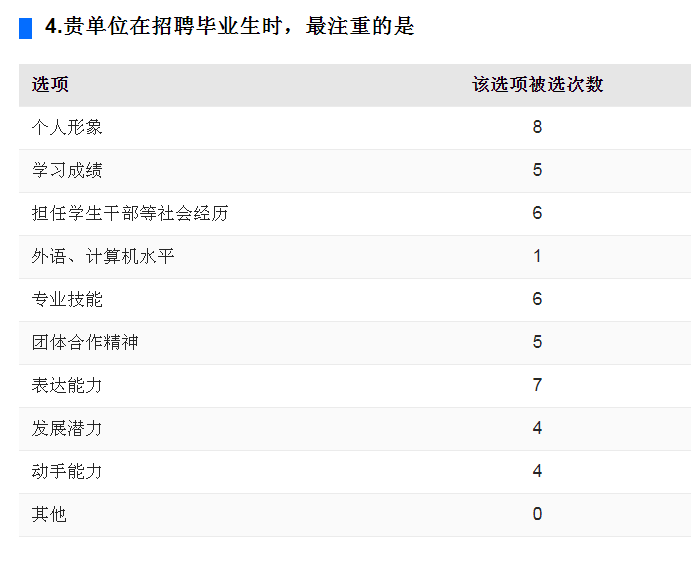 4.贵单位在招聘毕业生时，最注重的是
选项 该选项被选次数
个人形象 8
学习成绩 5
担任学生干部等社会经历 6
外语、计算机水平 1
专业技能 6
团体合作精神 5
表达能力 7
发展潜力 4
动手能力 4
其他 0